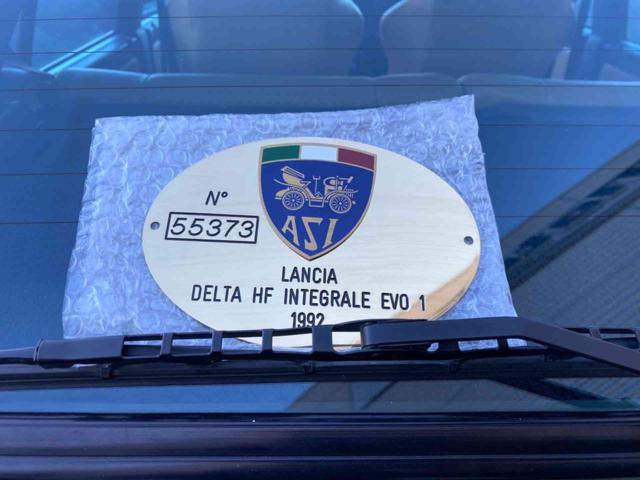 ASI
N°
55373
LANCIA
DELTA HF INTEGRALE EVO 1
1992